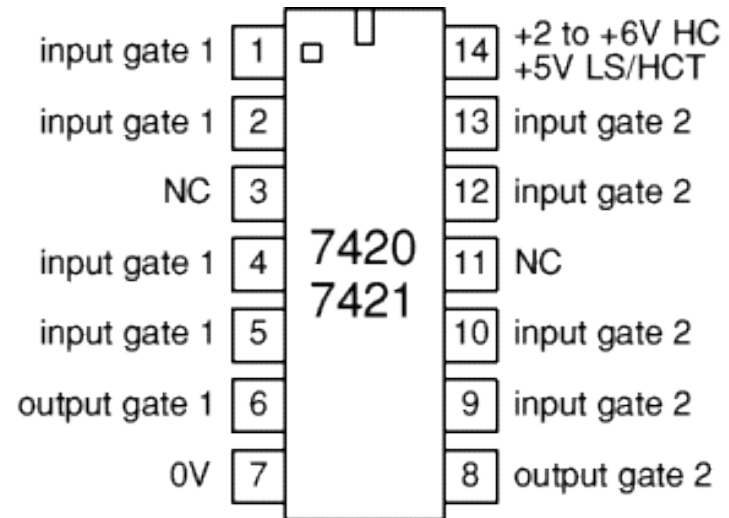 input gate 1 1
input gate 1 2
NC 3
input gate 1 4
input gate 1 5
output gate 1 6
0V 7
7420
7421
14 +2 to +6V HC
+5V LS/HCT
13 input gate 2
12 input gate 2
11 NC
10 input gate 2
9 input gate 2
8 output gate 2